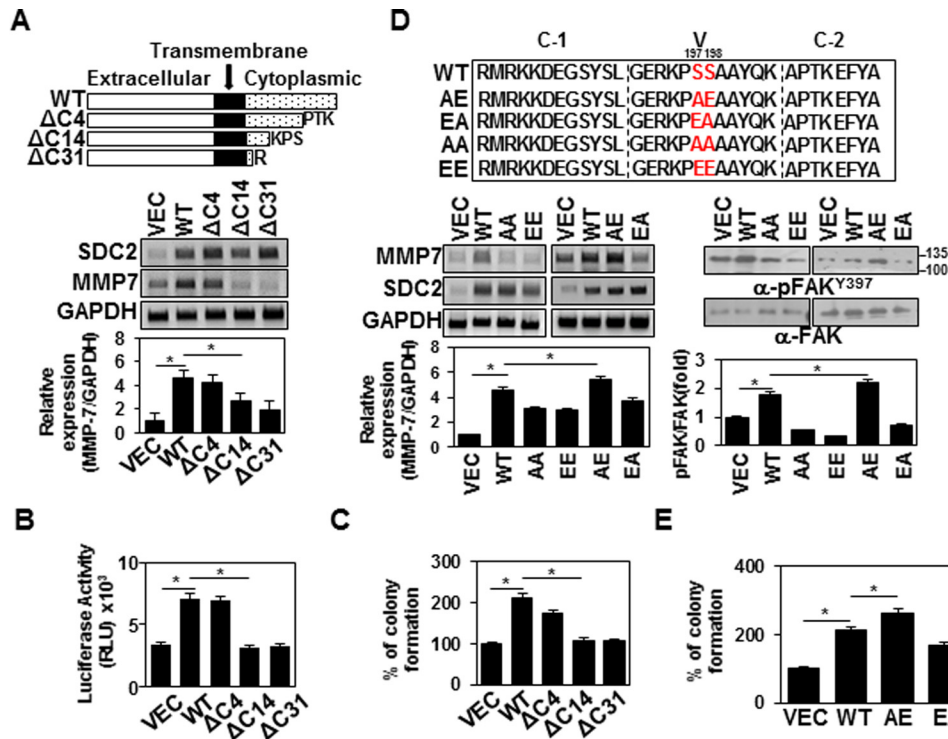 A
Transmembrane
Extracellular Cytoplasmic
WT
ΔC4 PTK
ΔC14 KPS
ΔC31 R
VEC WT ΔC4 ΔC14 ΔC31
SDC2
MMP7
GAPDH
Relative expression (MMP-7/GAPDH)
8
6
4
2
0
* *
VEC WT ΔC4 ΔC14 ΔC31
D
C-1 V C-2
197 198
WT RMRKKDEGSYSL GERKPSSAAYQK APTKEFYA
AE RMRKKDEGSYSL GERKPAEAAYQK APTKEFYA
EA RMRKKDEGSYSL GERKPEAAAYQK APTKEFYA
AA RMRKKDEGSYSL GERKPAAAAYQK APTKEFYA
EE RMRKKDEGSYSL GERKPEEAAYQK APTKEFYA
VEC WT AA EE VEC WT AE EA
MMP7
SDC2
GAPDH
Relative expression (MMP-7/GAPDH)
8
6
4
2
0
* *
VEC WT AA EE AE EA
VEC WT AA EE VEC WT AE EA
-135
-100
α-pFAKY397
α-FAK
pFAK/FAK(fold)
3
2
1
0
* *
VEC WT AA EE AE EA
B
Luciferase Activity (RLU) x10³
10
5
0
* *
VEC WT ΔC4 ΔC14 ΔC31
C
% of colony formation
300
200
100
0
* *
VEC WT ΔC4 ΔC14 ΔC31
E
% of colony formation
400
200
0
* *
VEC WT AE E